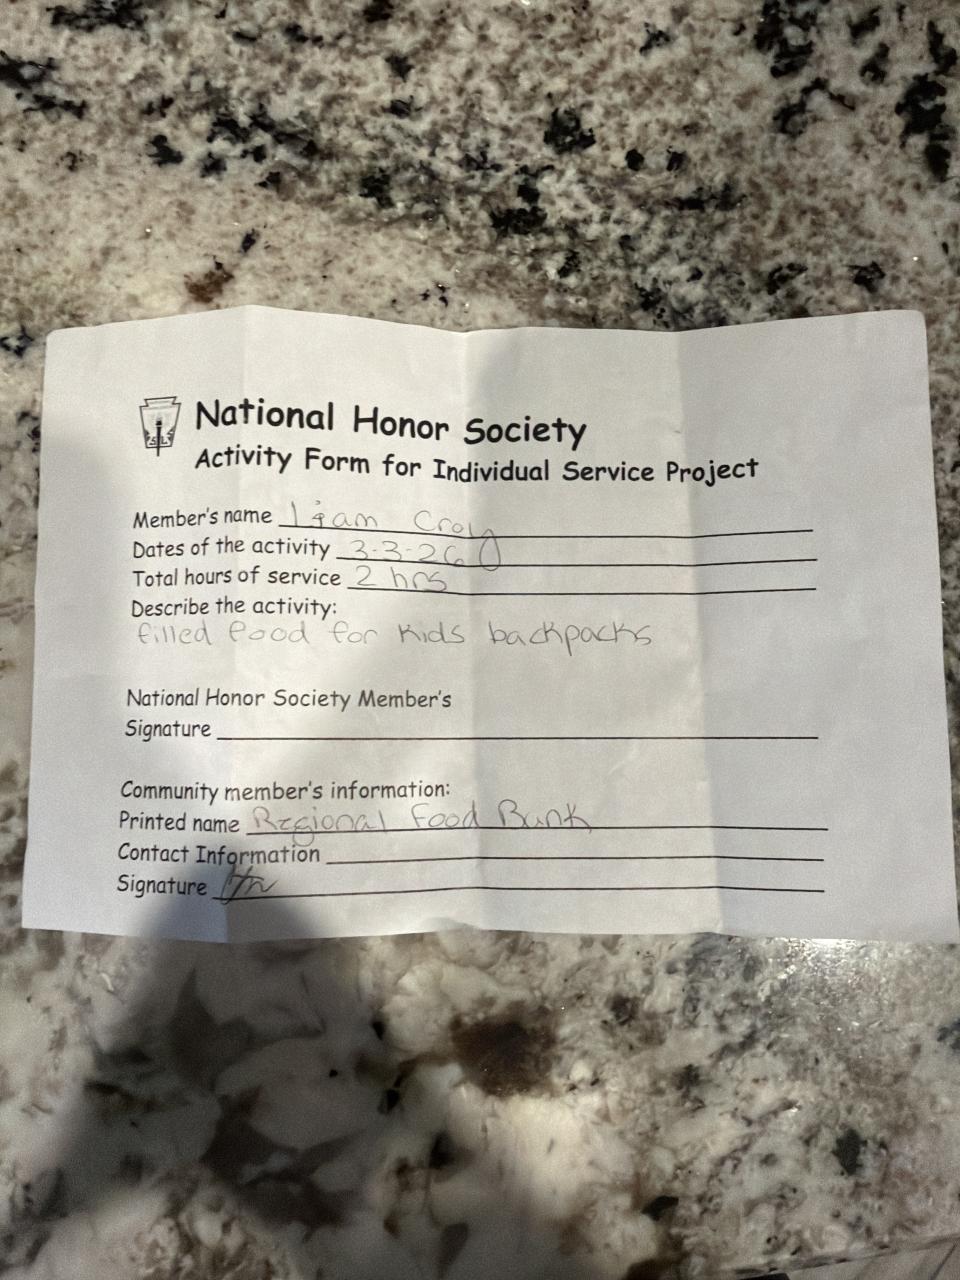 National Honor Society
Activity Form for Individual Service Project
Member's name Liam Croy
Dates of the activity 3-3-26
Total hours of service 2 hrs
Describe the activity:
filled food for kids backpacks
National Honor Society Member's
Signature
Community member's information:
Printed name Regional Food Bank
Contact Information
Signature